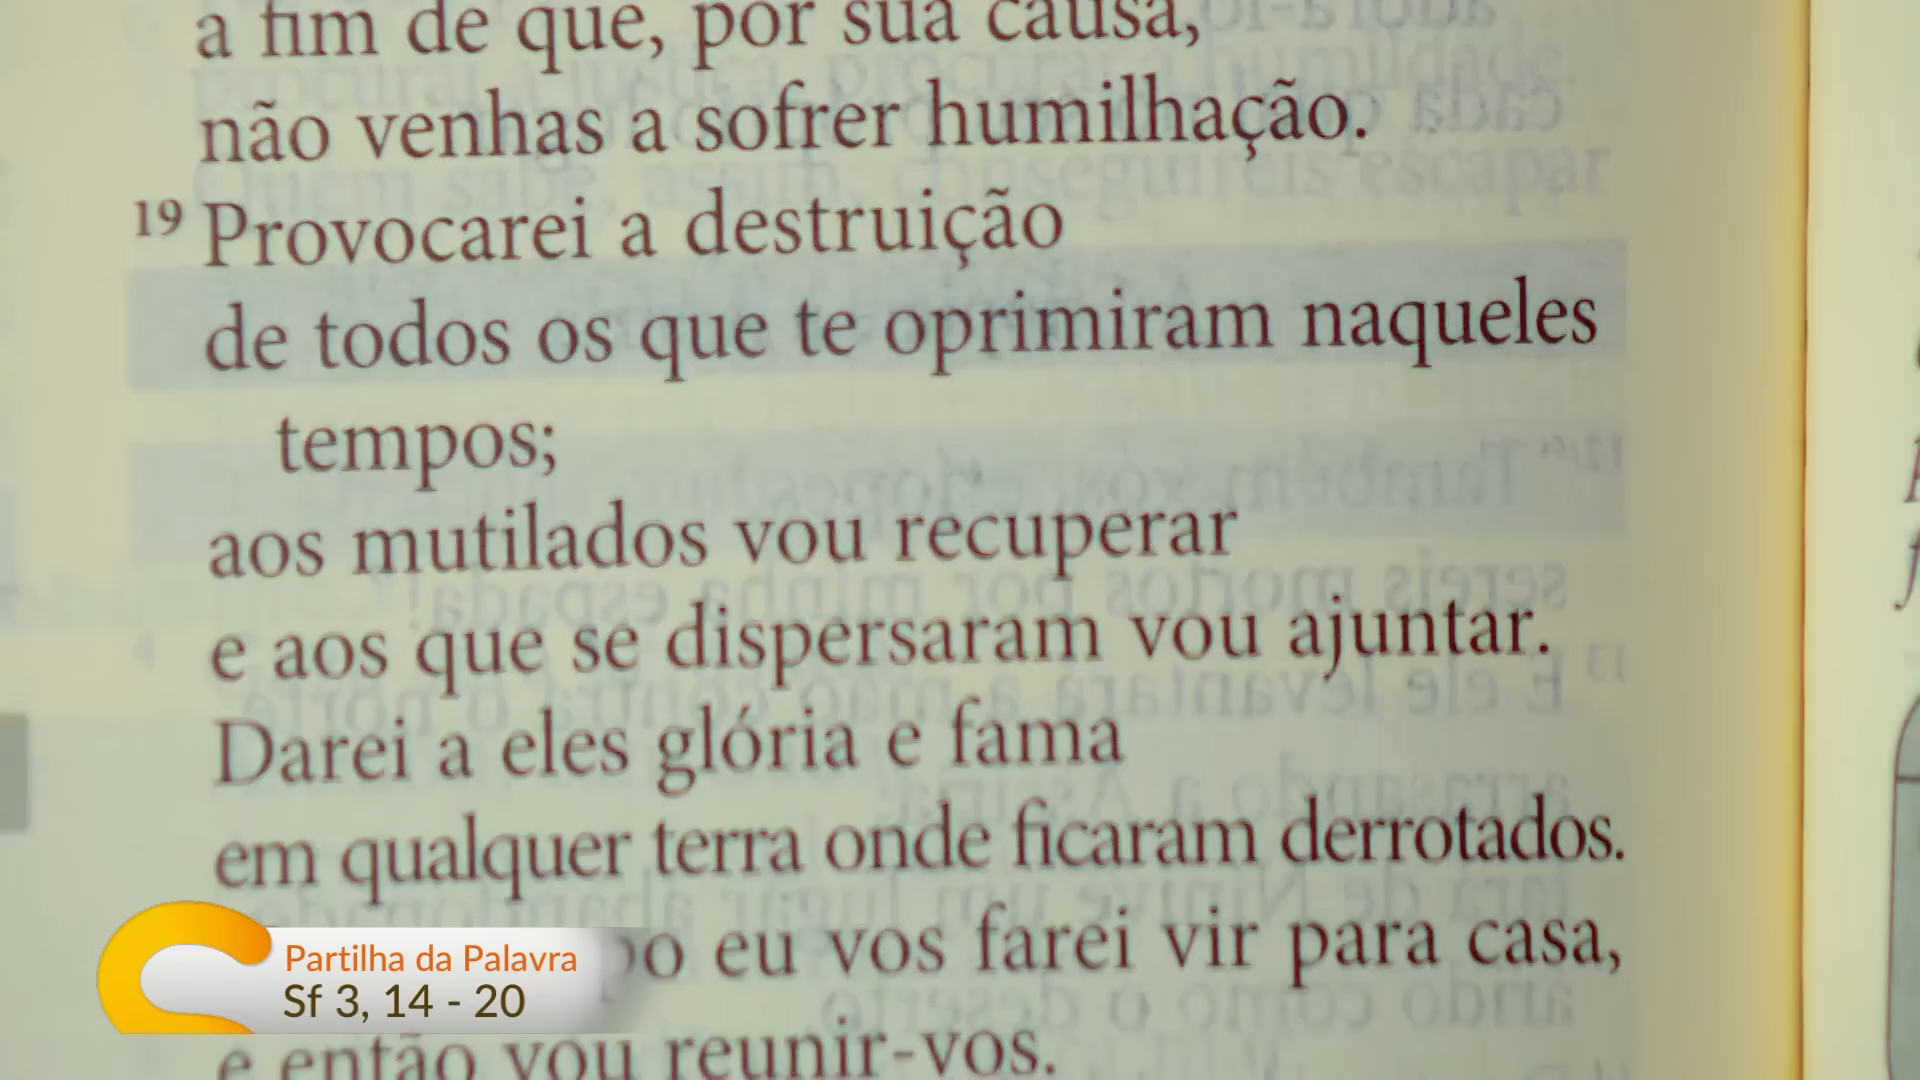 a fim de que, por sua causa,
não venhas a sofrer humilhação.
19 Provocarei a destruição
de todos os que te oprimiram naqueles
tempos;
aos mutilados vou recuperar
e aos que se dispersaram vou ajuntar.
Darei a eles glória e fama
em qualquer terra onde ficaram derrotados.
eu vos farei vir para casa,
e então vou reunir-vos.
Partilha da Palavra
Sf 3, 14 - 20